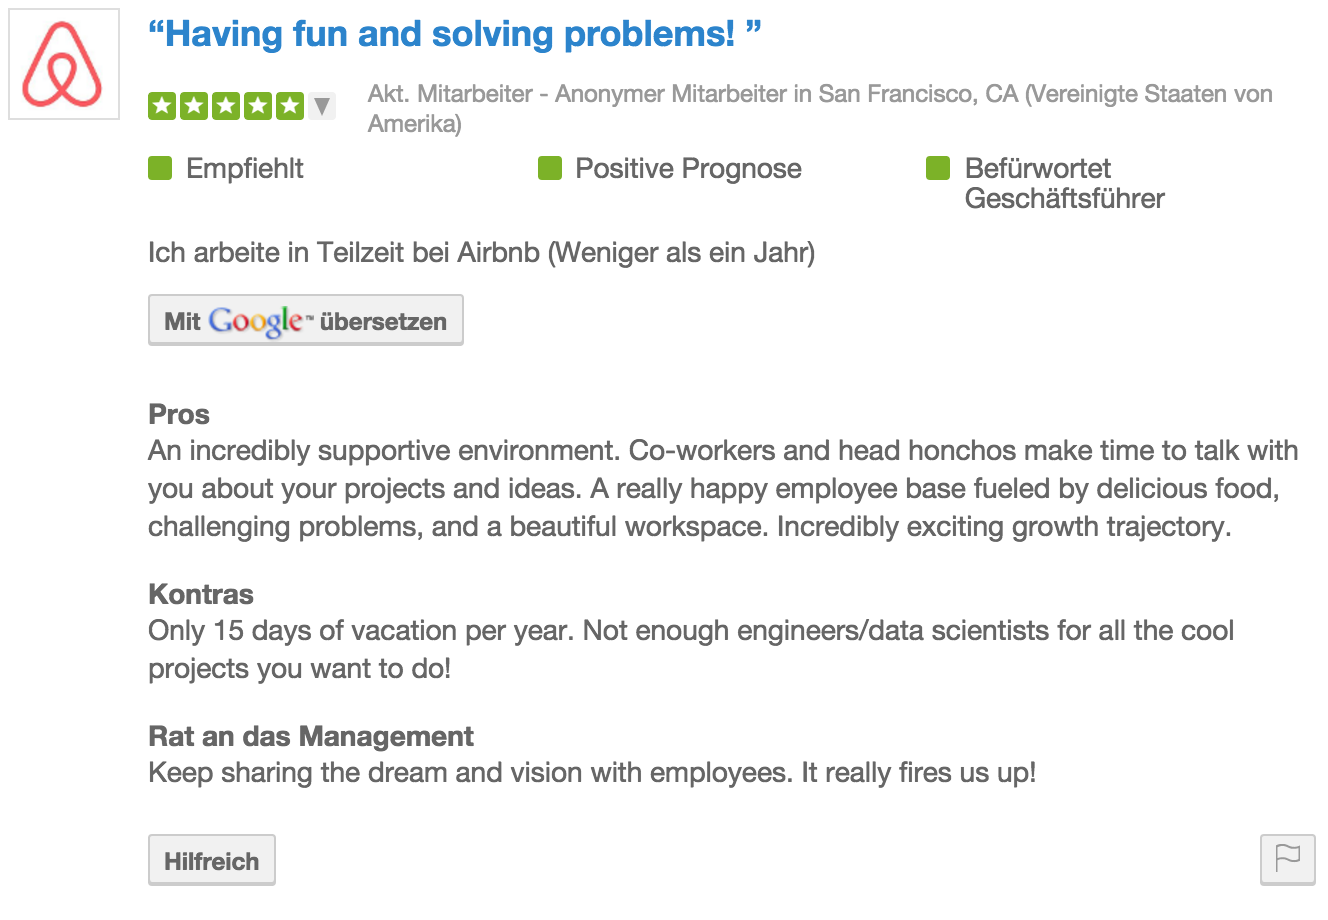 “Having fun and solving problems! ”
Akt. Mitarbeiter - Anonymer Mitarbeiter in San Francisco, CA (Vereinigte Staaten von
Amerika)
Empfiehlt
Positive Prognose
Befürwortet
Geschäftsführer
Ich arbeite in Teilzeit bei Airbnb (Weniger als ein Jahr)
Mit Google™ übersetzen
Pros
An incredibly supportive environment. Co-workers and head honchos make time to talk with
you about your projects and ideas. A really happy employee base fueled by delicious food,
challenging problems, and a beautiful workspace. Incredibly exciting growth trajectory.
Kontras
Only 15 days of vacation per year. Not enough engineers/data scientists for all the cool
projects you want to do!
Rat an das Management
Keep sharing the dream and vision with employees. It really fires us up!
Hilfreich